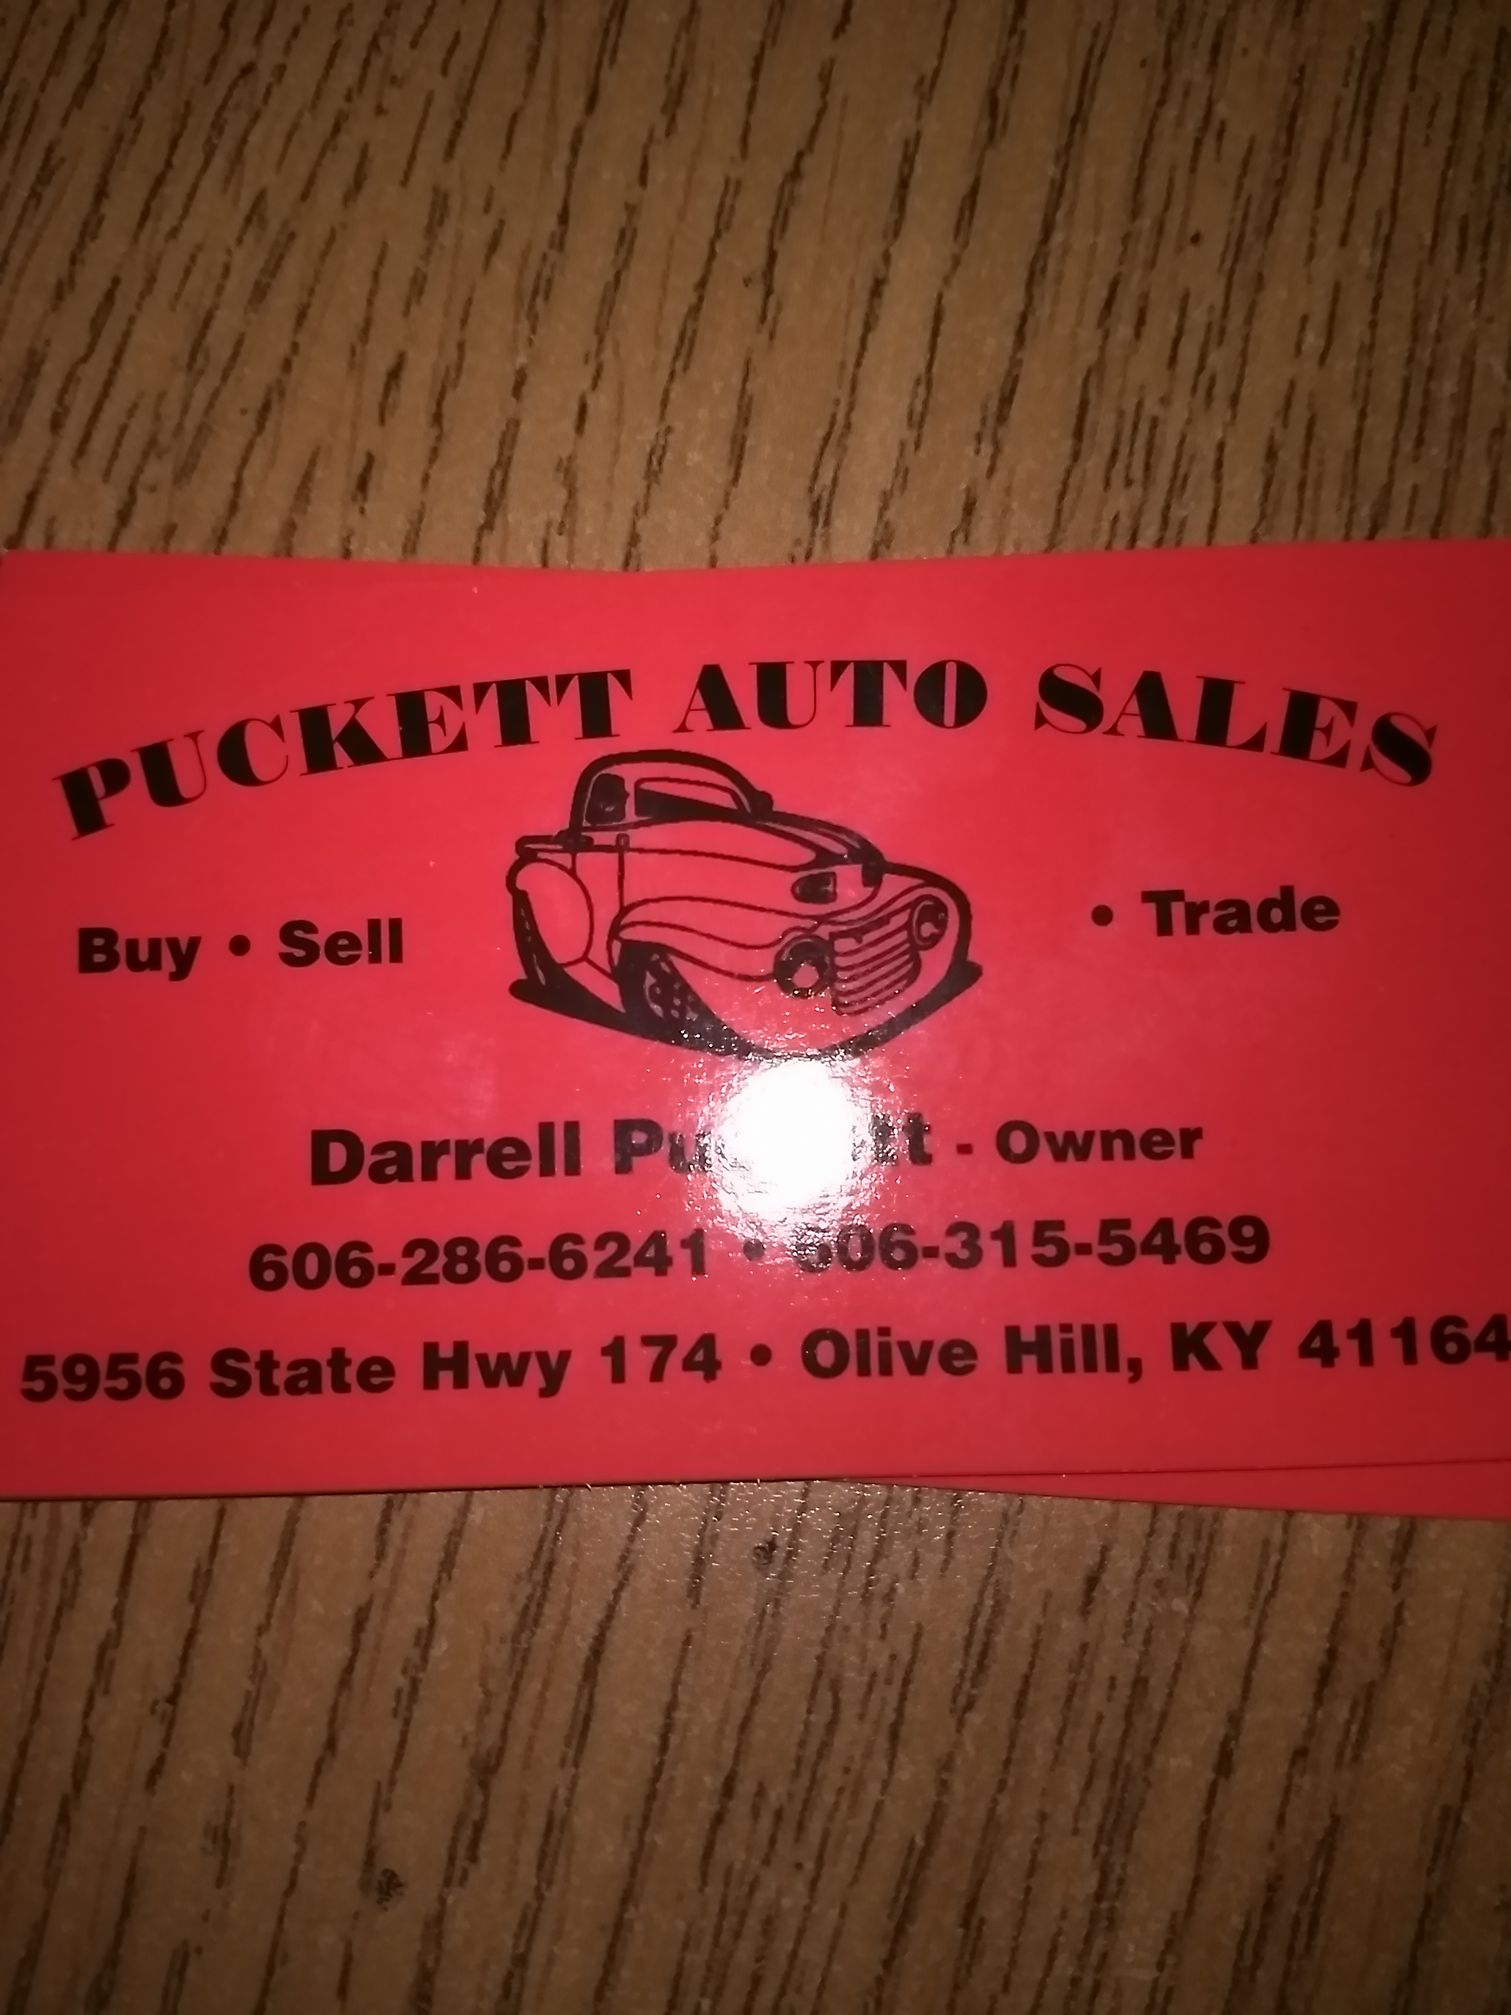 PUCKETT AUTO SALES
Buy • Sell • Trade
Darrell - Owner
606-286-6241 • 606-315-5469
5956 State Hwy 174 • Olive Hill, KY 41164